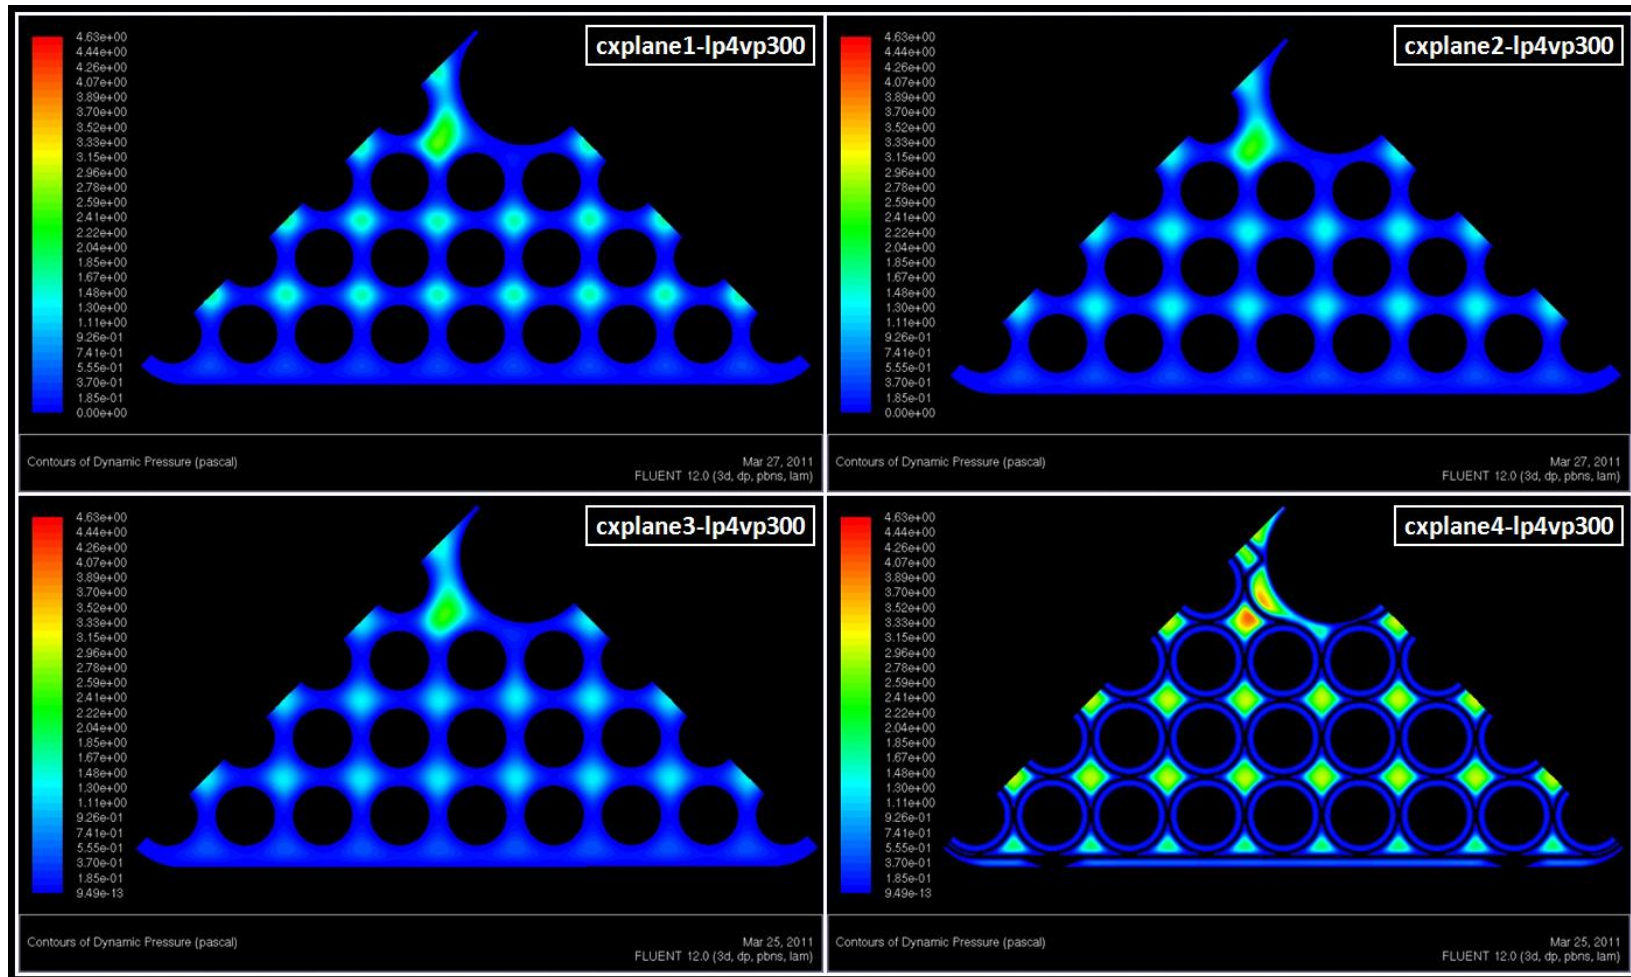 cxplane1-lp4vp300
4.63e+00
4.44e+00
4.26e+00
4.07e+00
3.89e+00
3.70e+00
3.52e+00
3.33e+00
3.15e+00
2.96e+00
2.78e+00
2.59e+00
2.41e+00
2.22e+00
2.04e+00
1.85e+00
1.67e+00
1.48e+00
1.30e+00
1.11e+00
9.26e-01
7.41e-01
5.55e-01
3.70e-01
1.85e-01
0.00e+00
Contours of Dynamic Pressure (pascal)
Mar 27, 2011
FLUENT 12.0 (3d, dp, pbns, lam)
cxplane2-lp4vp300
4.63e+00
4.44e+00
4.26e+00
4.07e+00
3.89e+00
3.70e+00
3.52e+00
3.33e+00
3.15e+00
2.96e+00
2.78e+00
2.59e+00
2.41e+00
2.22e+00
2.04e+00
1.85e+00
1.67e+00
1.48e+00
1.30e+00
1.11e+00
9.26e-01
7.41e-01
5.55e-01
3.70e-01
1.85e-01
0.00e+00
Contours of Dynamic Pressure (pascal)
Mar 27, 2011
FLUENT 12.0 (3d, dp, pbns, lam)
cxplane3-lp4vp300
4.63e+00
4.44e+00
4.26e+00
4.07e+00
3.89e+00
3.70e+00
3.52e+00
3.33e+00
3.15e+00
2.96e+00
2.78e+00
2.59e+00
2.41e+00
2.22e+00
2.04e+00
1.85e+00
1.67e+00
1.48e+00
1.30e+00
1.11e+00
9.26e-01
7.41e-01
5.55e-01
3.70e-01
1.85e-01
9.49e-13
Contours of Dynamic Pressure (pascal)
Mar 25, 2011
FLUENT 12.0 (3d, dp, pbns, lam)
cxplane4-lp4vp300
4.63e+00
4.44e+00
4.26e+00
4.07e+00
3.89e+00
3.70e+00
3.52e+00
3.33e+00
3.15e+00
2.96e+00
2.78e+00
2.59e+00
2.41e+00
2.22e+00
2.04e+00
1.85e+00
1.67e+00
1.48e+00
1.30e+00
1.11e+00
9.26e-01
7.41e-01
5.55e-01
3.70e-01
1.85e-01
9.49e-13
Contours of Dynamic Pressure (pascal)
Mar 25, 2011
FLUENT 12.0 (3d, dp, pbns, lam)